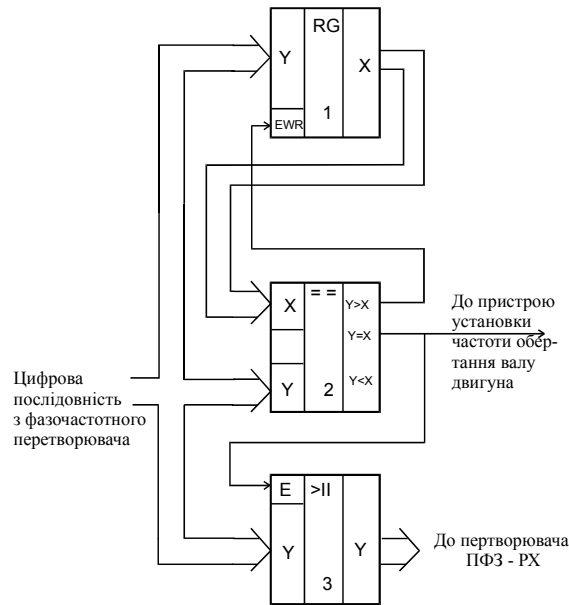 RG
Y
X
EWR
1
= =
X
Y>X
Y=X
Y
Y<X
2
До пристрою
установки
частоти обер-
тання валу
двигуна
Цифрова
послідовність
з фазочастотного
перетворювача
E
>II
Y
Y
3
До пертворювача
ПФЗ - РХ